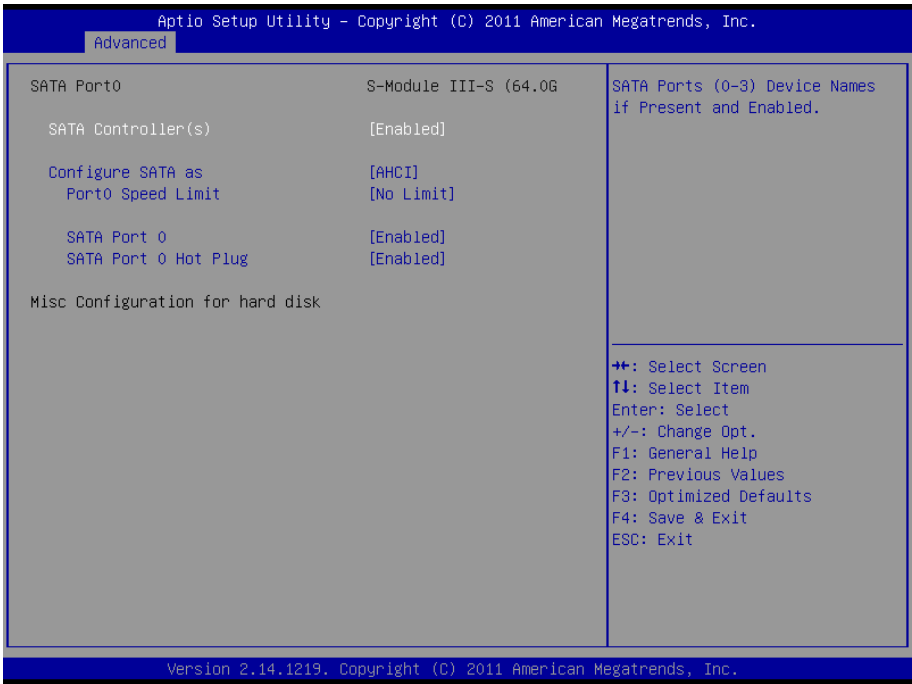 Aptio Setup Utility – Copyright (C) 2011 American Megatrends, Inc.
Advanced
SATA Port0 S-Module III-S (64.0G
SATA Controller(s) [Enabled]
Configure SATA as [AHCI]
Port0 Speed Limit [No Limit]
SATA Port 0 [Enabled]
SATA Port 0 Hot Plug [Enabled]
Misc Configuration for hard disk
SATA Ports (0-3) Device Names
if Present and Enabled.
→←: Select Screen
↑↓: Select Item
Enter: Select
+/-: Change Opt.
F1: General Help
F2: Previous Values
F3: Optimized Defaults
F4: Save & Exit
ESC: Exit
Version 2.14.1219. Copyright (C) 2011 American Megatrends, Inc.